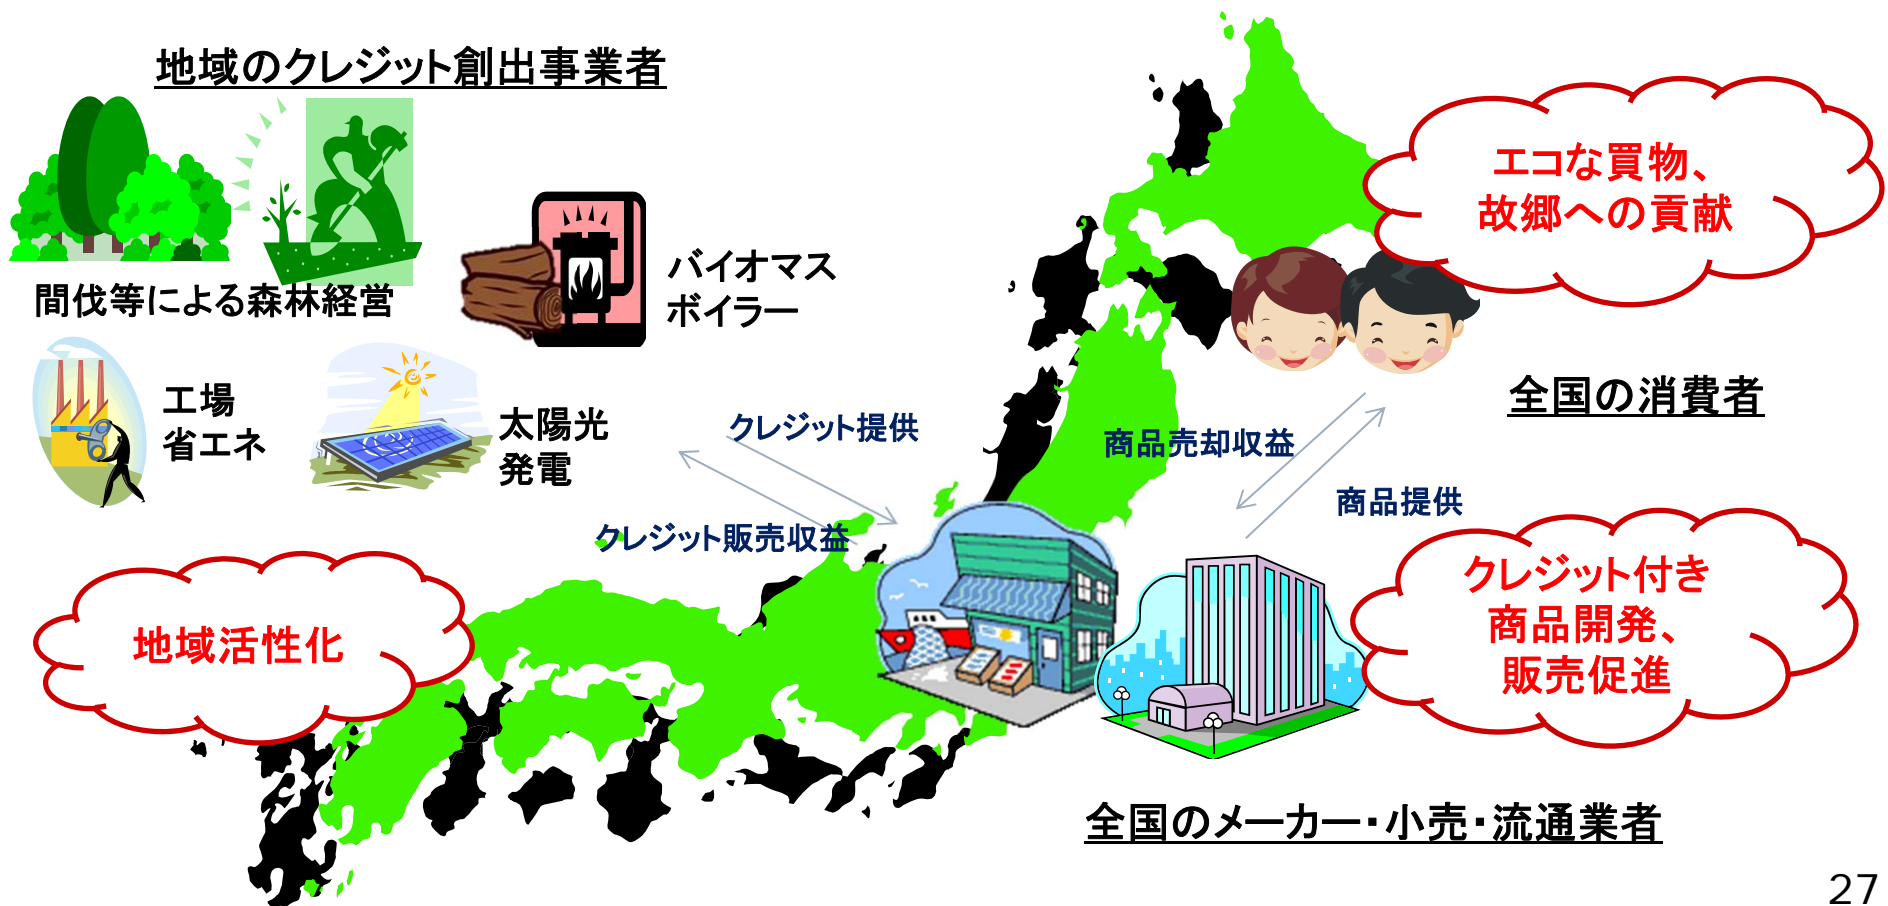 地域のクレジット創出事業者
間伐等による森林経営
バイオマス
ボイラー
工場
省エネ
太陽光
発電
クレジット提供
クレジット販売収益
地域活性化
エコな買物、
故郷への貢献
全国の消費者
商品売却収益
商品提供
クレジット付き
商品開発、
販売促進
全国のメーカー・小売・流通業者
27